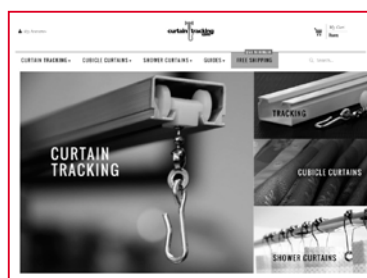 My Account
curtain tracking
My Cart
CURTAIN TRACKING
CUBICLE CURTAINS
SHOWER CURTAINS
GUIDES
FREE SHIPPING
Search...
CURTAIN
TRACKING
TRACKING
CUBICLE CURTAINS
SHOWER CURTAINS